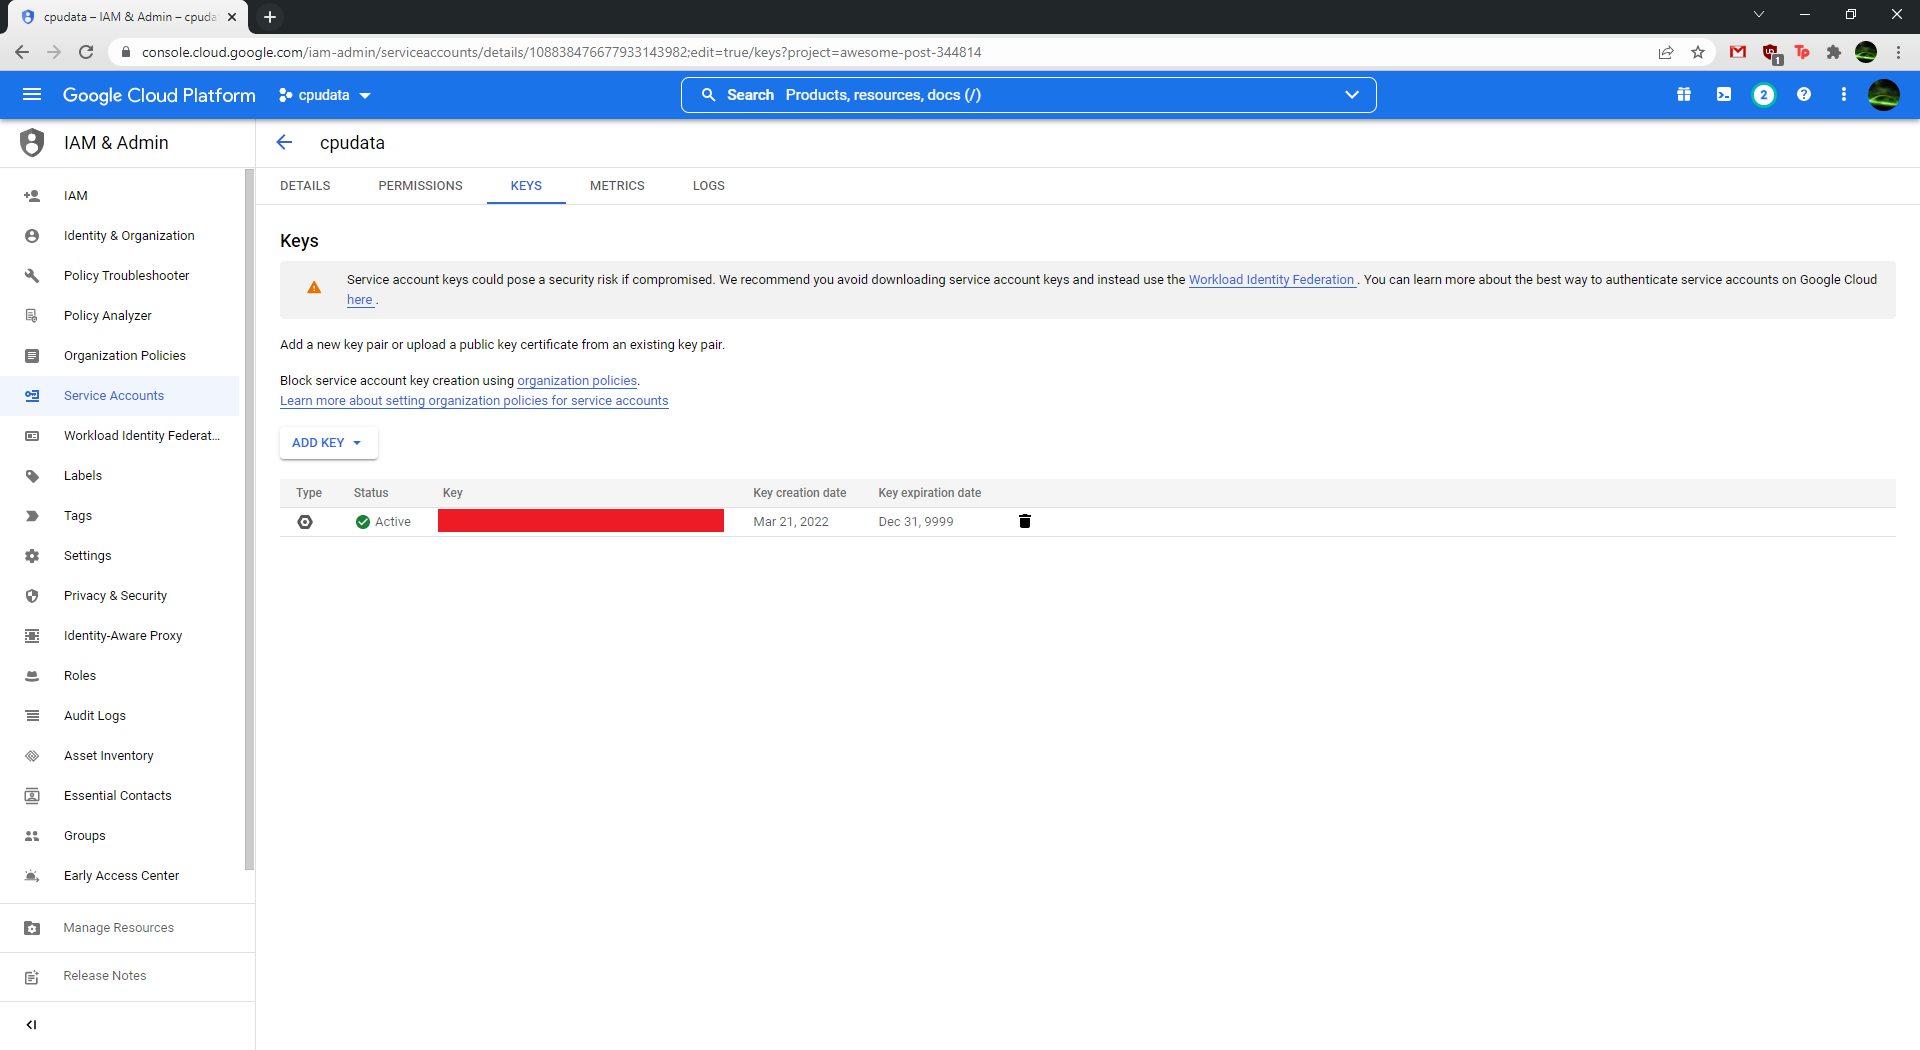 cpudata – IAM & Admin – cpuda
console.cloud.google.com/iam-admin/serviceaccounts/details/108838476677933143982;edit=true/keys?project=awesome-post-344814
1
Google Cloud Platform
cpudata
Search Products, resources, docs (/)
2
IAM & Admin
cpudata
DETAILS
PERMISSIONS
KEYS
METRICS
LOGS
IAM
Identity & Organization
Policy Troubleshooter
Policy Analyzer
Organization Policies
Service Accounts
Workload Identity Federat...
Labels
Tags
Settings
Privacy & Security
Identity-Aware Proxy
Roles
Audit Logs
Asset Inventory
Essential Contacts
Groups
Early Access Center
Manage Resources
Release Notes
Keys
Service account keys could pose a security risk if compromised. We recommend you avoid downloading service account keys and instead use the Workload Identity Federation . You can learn more about the best way to authenticate service accounts on Google Cloud
here .
Add a new key pair or upload a public key certificate from an existing key pair.
Block service account key creation using organization policies.
Learn more about setting organization policies for service accounts
ADD KEY
Type Status Key Key creation date Key expiration date
Active Mar 21, 2022 Dec 31, 9999